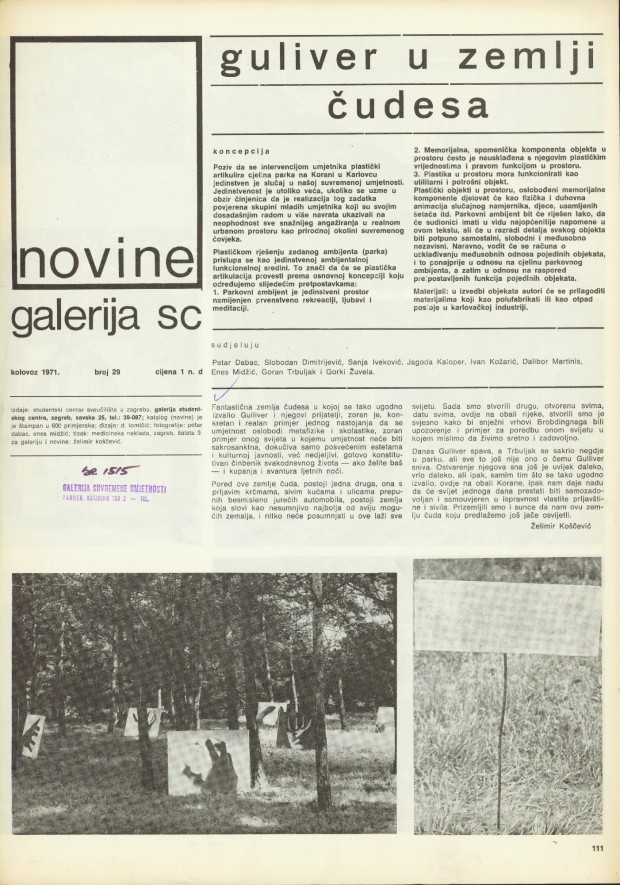 guliver u zemlji
čudesa
novine
galerija sc
kolovoz 1971. broj 29 cijena 1 n. d
izdaje: studentski centar sveučilišta u zagrebu, galerija studentskog centra, zagreb, savska 25, tel.: 39-087; katalog (novine) je
je štampan u 600 primjeraka; dizajn: d. tomičić; fotografije: petar
dabac, enes midžić; tisak: medicinska naklada, zagreb, šalata 3
za galeriju i novine: želimir koščević.
GALERIJA SUVREMENE UMJETNOSTI
koncepcija
Poziv da se intervencijom umjetnika plastički
artikulira cjelina parka na Korani u Karlovcu
jedinstven je slučaj u našoj suvremenoj umjetnosti.
Jedinstvenost je utoliko veća, ukoliko se uzme u
obzir činjenica da je realizacija tog zadatka
povjerena skupini mladih umjetnika koji su svojim
dosadašnjim radom u više navrata ukazivali na
neophodnost sve snažnijeg angažiranja u realnom
urbanom prostoru kao prirodnoj okolini suvremenog
čovjeka.
Plastičkom rješenju zadanog ambijenta (parka)
pristupa se kao jedinstvenoj ambijentalnoj
funkcionalnoj sredini. To znači da će se plastička
artikulacija provesti prema osnovnoj koncepciji koju
određujemo slijedećim pretpostavkama:
1. Parkovni ambijent je jedinstveni prostor
namijenjen prvenstveno rekreaciji, ljubavi i
meditaciji.
2. Memorijalna, spomenička komponenta objekta u
prostoru često je neusklađena s njegovim plastičkim
vrijednostima i pravom funkcijom u prostoru.
3. Plastika u prostoru mora funkcionirati kao
utilitarni i potrošni objekt.
Plastički objekti u prostoru, oslobođeni memorijalne
komponente djelovat će kao fizička i duhovna
animacija slučajnog namjernika, djece, usamljenih
šetača itd. Parkovni ambijent bit će riješen tako, da
će sudionici imati u vidu najopćenitije napomene u
ovom tekstu, ali će u razradi detalja svakog objekta
biti potpuno samostalni, slobodni i međusobno
nezavisni. Naravno, vodit će se računa o
usklađivanju međusobnih odnosa pojedinih objekata,
i to ponajprije u odnosu na cjelinu parkovnog
ambijenta, a zatim u odnosu na raspored
pretpostavljenih funkcija pojedinih objekata.
Materijali: u izvedbi objekata autori će se prilagoditi
materijalima koji kao polufabrikati ili kao otpad
postoje u karlovačkoj industriji.
sudjeluju
Petar Dabac, Slobodan Dimitrijević, Sanja Iveković, Jagoda Kaloper, Ivan Kožarić, Dalibor Martinis,
Enes Midžić, Goran Trbuljak i Gorki Žuvela.
Fantastična zemlja čudesa u kojoj se tako ugodno
izvalio Guliver i njegovi prijatelji, zoran je, konkretan i realan primjer jednog nastojanja da se
umjetnost oslobodi metafizike i skolastike, zoran
primjer onog svijeta u kojemu umjetnost neće biti
sakrosanktna, dokučiva samo posvećenim estetama
i kulturnoj javnosti, već nedjeljivi, gotovo konstitutivan činbenik svakodnevnog života — ako želite baš
— i kupanja i avantura ljetnih noći.
Pored ove zemlje čuda, postoji jedna druga, ona s
prljavim krčmama, sivim kućama i ulicama prepunih besmisleno jurećih automobila, postoji zemlja
koja slovi kao nesumnjivo najbolja od sviju mogućih zemalja, i nitko neće posumnjati u ove laži sve
svijetu. Sada smo stvorili drugu, otvorenu svima,
datu svima, ovdje na obali rijeke, stvorili smo je
svjesno kako bi snježni vrhovi Brobdingnega bili
upozorenje i primjer za poredbu onom svijetu u
kojem mislimo da živimo sretno i zadovoljno.
Danas Gulliver spava, a Trbuljak se sakrio negdje
u parku, ali sve to još nije ono o čemu Gulliver
sniva. Ostvarenje njegova sna još je uvijek daleko,
vrlo daleko, ali ipak, samim tim što se tako ugodno
izvalio, ovdje na obali Korane, ipak nam daje nadu
da će svijet jednoga dana prestati biti samozadovoljan i samouvjeren u ispravnost vlastite prljavštine i sivila. Prizemljili smo i sunce da nam ovu zemlju čuda koju predlažemo još jače osvijetli.
Želimir Koščević
111